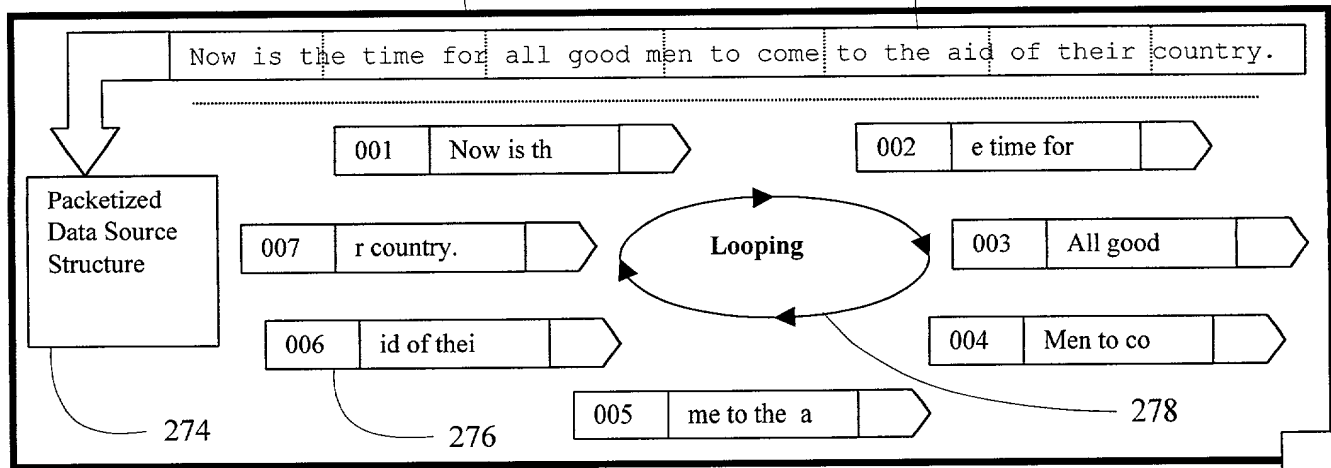 Now is the time for all good men to come to the aid of their country.
001 Now is th
002 e time for
Packetized
Data Source
Structure
007 r country.
Looping
003 All good
006 id of thei
004 Men to co
005 me to the a
274
276
278